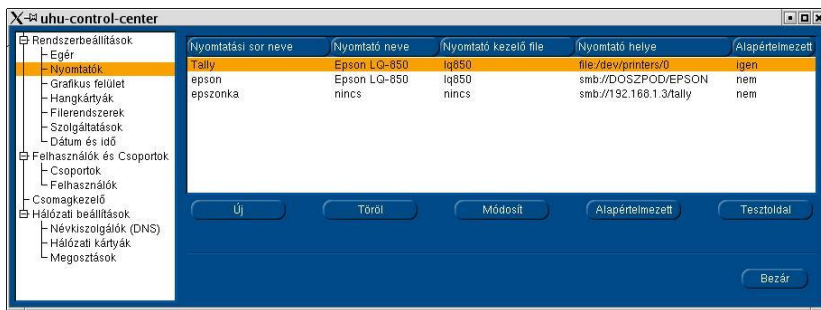 uhu-control-center
Rendszerbeállítások
Egér
Nyomtatók
Grafikus felület
Hangkártyák
Filerendszerek
Szolgáltatások
Dátum és idő
Felhasználók és Csoportok
Csoportok
Felhasználók
Csomagkezelő
Hálózati beállítások
Névkiszolgálók (DNS)
Hálózati kártyák
Megosztások
Nyomtatási sor neve Nyomtató neve Nyomtató kezelő file Nyomtató helye Alapértelmezett
Tally Epson LQ-850 lq850 file:/dev/printers/0 igen
epson Epson LQ-850 lq850 smb://DOSZPOD/EPSON nem
epszonka nincs nincs smb://192.168.1.3/tally nem
Új Töröl Módosít Alapértelmezett Tesztoldal
Bezár